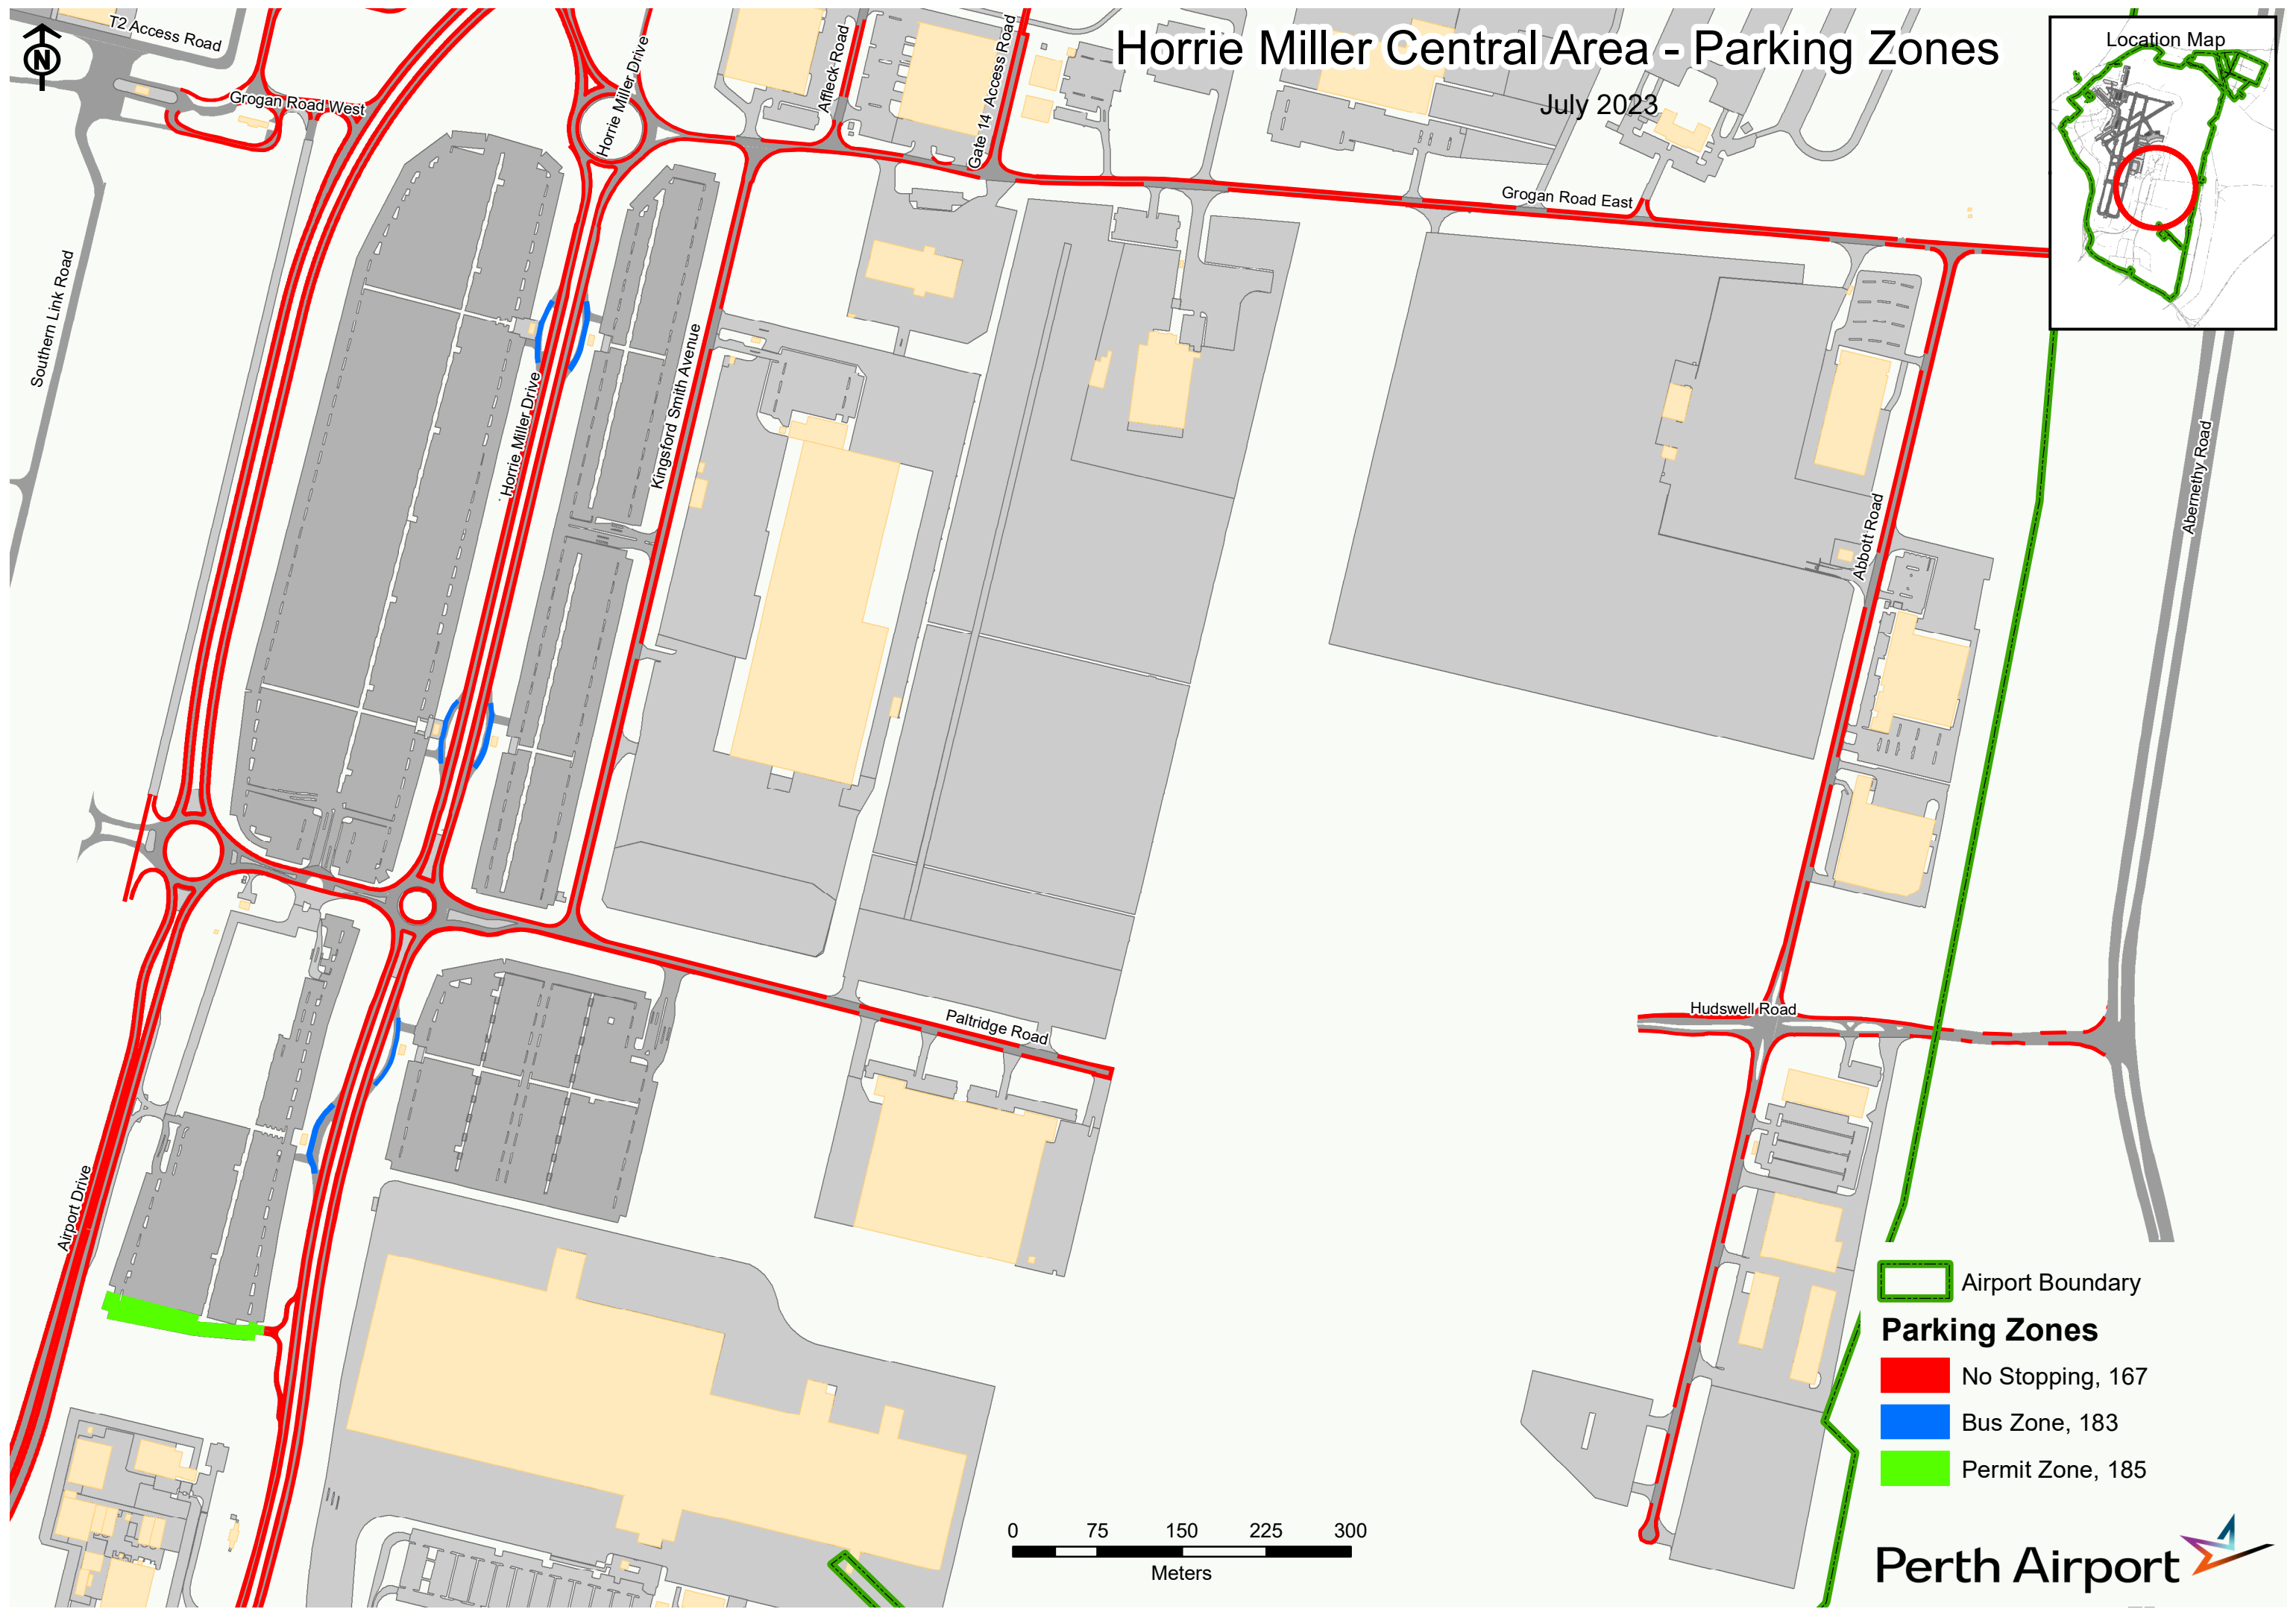 Horrie Miller Central Area - Parking Zones
July 2023
Location Map
N
T2 Access Road
Grogan Road West
Horrie Miller Drive
Affleck Road
Gate 14 Access Road
Grogan Road East
Southern Link Road
Horrie Miller Drive
Kingsford Smith Avenue
Abbott Road
Abernethy Road
Paltridge Road
Hudswell Road
Airport Drive
Airport Boundary
Parking Zones
No Stopping, 167
Bus Zone, 183
Permit Zone, 185
0 75 150 225 300
Meters
Perth Airport